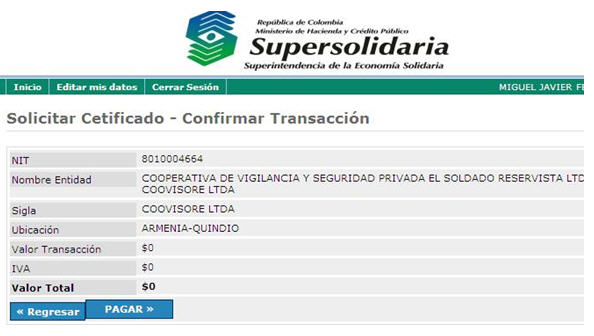 República de Colombia
Ministerio de Hacienda y Crédito Público
Supersolidaria
Superintendencia de la Economía Solidaria
Inicio Editar mis datos Cerrar Sesión MIGUEL JAVIER
Solicitar Cetificado - Confirmar Transacción
NIT 8010004664
Nombre Entidad COOPERATIVA DE VIGILANCIA Y SEGURIDAD PRIVADA EL SOLDADO RESERVISTA LTD
COOVISORE LTDA
Sigla COOVISORE LTDA
Ubicación ARMENIA-QUINDIO
Valor Transacción $0
IVA $0
Valor Total $0
« Regresar PAGAR »